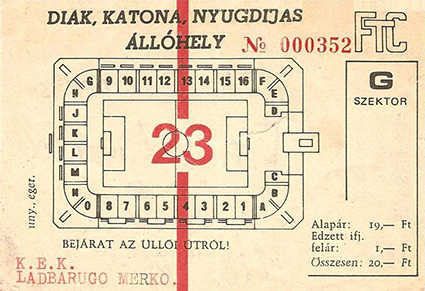 DIAK, KATONA, NYUGDIJAS
ÁLLÓHELY
№ 000352
FTC
G
SZEKTOR
G 9 10 11 12 13 14 15 16 F
H E
J D
K
L
M C
N B
O 8 7 6 5 4 3 2 1 A
23
uny., eger.
BEJÁRAT AZ ÜLLŐI ÚTRÓL!
Alapár: 19,— Ft
Edzett ifj.
felár: 1,— Ft
Összesen: 20,— Ft
K.E.K.
LADBARUGO MERKO.